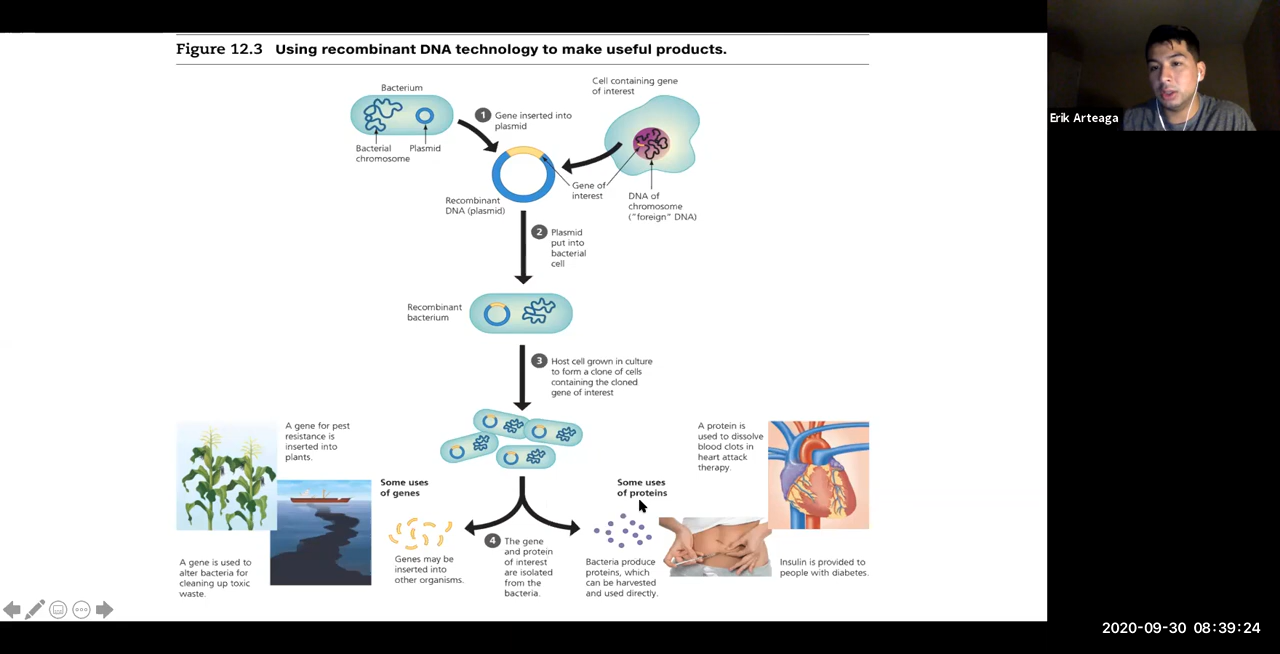 Figure 12.3 Using recombinant DNA technology to make useful products.
Bacterium
Cell containing gene
of interest
1 Gene inserted into
plasmid
Bacterial
chromosome
Plasmid
Gene of
interest
DNA of
chromosome
("foreign" DNA)
Recombinant
DNA (plasmid)
2 Plasmid
put into
bacterial
cell
Recombinant
bacterium
3 Host cell grown in culture
to form a clone of cells
containing the cloned
gene of interest
A gene for pest
resistance is
inserted into
plants.
A protein is
used to dissolve
blood clots in
heart attack
therapy.
Some uses
of genes
Some uses
of proteins
A gene is used to
alter bacteria for
cleaning up toxic
waste.
Genes may be
inserted into
other organisms.
4 The gene
and protein
of interest
are isolated
from the
bacteria.
Bacteria produce
proteins, which
can be harvested
and used directly.
Insulin is provided to
people with diabetes.
Erik Arteaga
2020-09-30 08:39:24